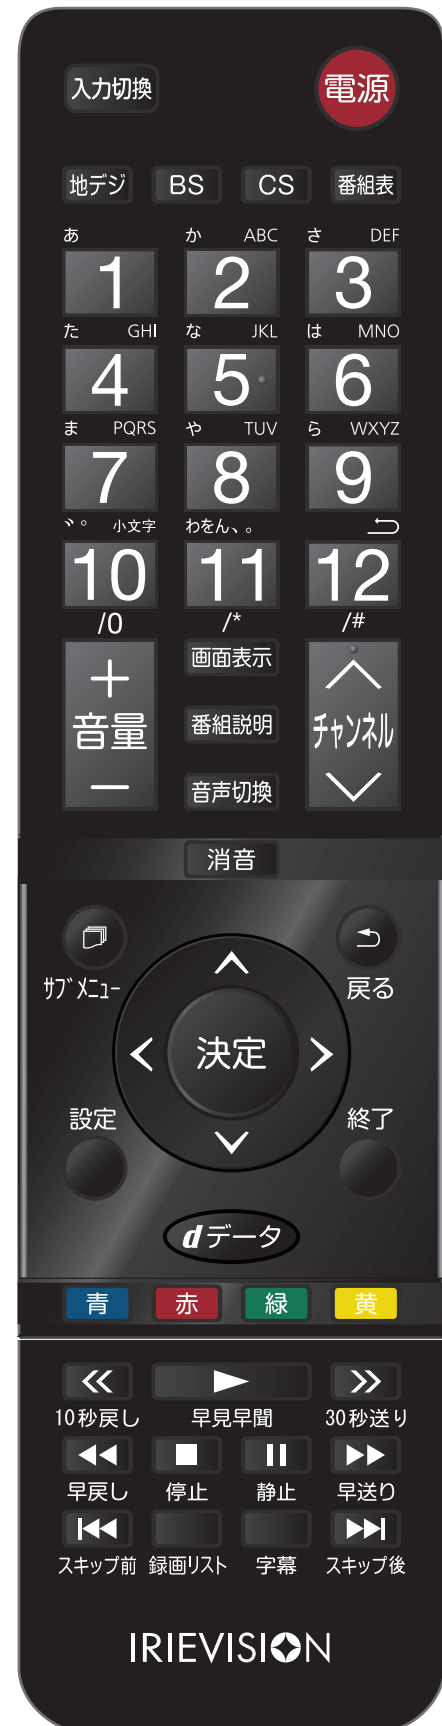 入力切換 電源
地デジ BS CS 番組表
あ か ABC さ DEF
1 2 3
た GHI な JKL は MNO
4 5 6
ま PQRS や TUV ら WXYZ
7 8 9
゛゜ 小文字 わをん、。
10 11 12
/0 /* /#
+ 画面表示
音量 番組説明 チャンネル
− 音声切換
消音
サブメニュー 戻る
決定
設定 終了
dデータ
青 赤 緑 黄
10秒戻し 早見早聞 30秒送り
早戻し 停止 静止 早送り
スキップ前 録画リスト 字幕 スキップ後
IRIEVISION